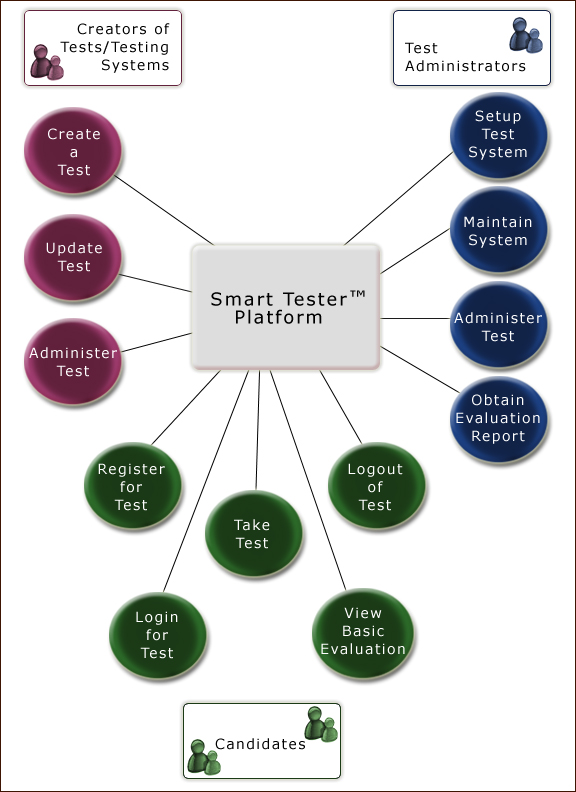 Creators of
Tests/Testing
Systems
Test
Administrators
Create
a
Test
Update
Test
Administer
Test
Setup
Test
System
Maintain
System
Administer
Test
Obtain
Evaluation
Report
Smart Tester™
Platform
Register
for
Test
Login
for
Test
Take
Test
View
Basic
Evaluation
Logout
of
Test
Candidates